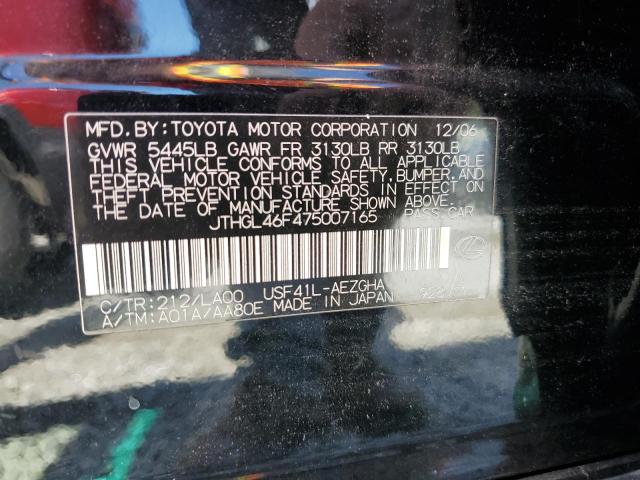 MFD. BY: TOYOTA MOTOR CORPORATION 12/06
GVWR 5445LB GAWR FR 3130LB RR 3130LB
THIS VEHICLE CONFORMS TO ALL APPLICABLE
FEDERAL MOTOR VEHICLE SAFETY, BUMPER, AND
THEFT PREVENTION STANDARDS IN EFFECT ON
THE DATE OF MANUFACTURE SHOWN ABOVE.
JTHGL46F475007165 PASS CAR
C/TR:212/LA00 USF41L-AEZGHA
A/TM:A01A/AA80E MADE IN JAPAN